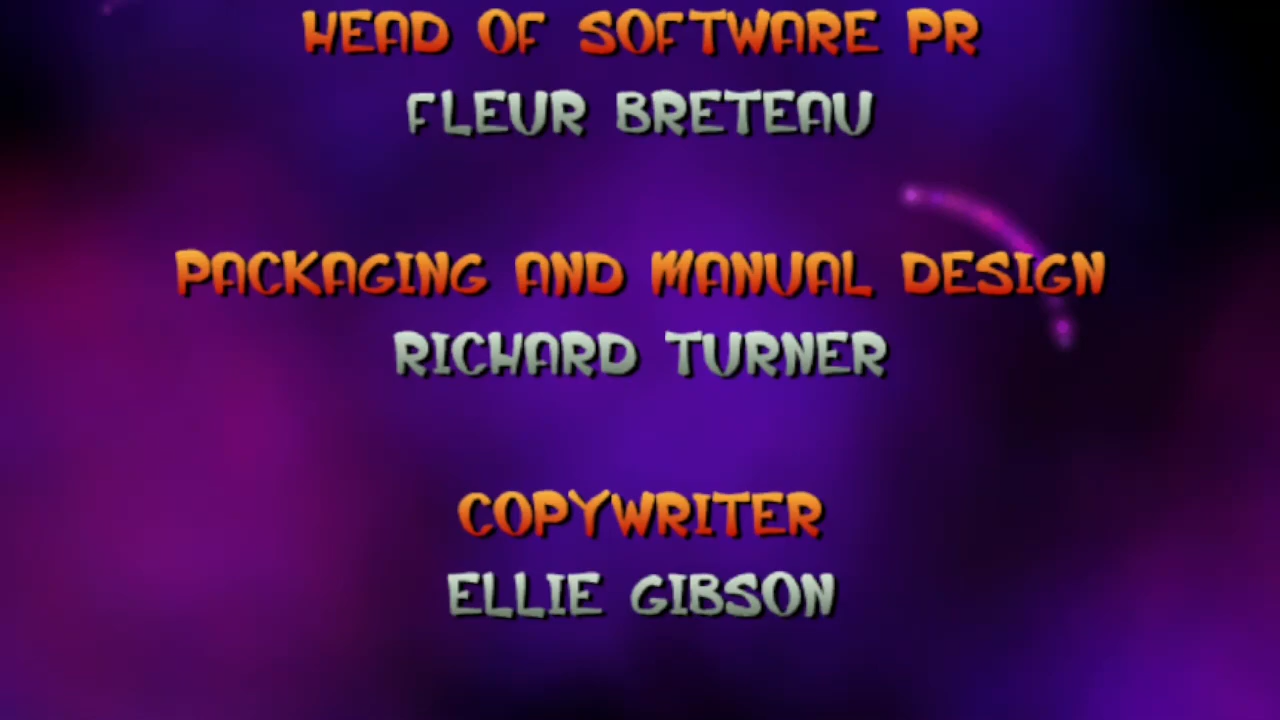 HEAD OF SOFTWARE PR
FLEUR BRETEAU
PACKAGING AND MANUAL DESIGN
RICHARD TURNER
COPYWRITER
ELLIE GIBSON